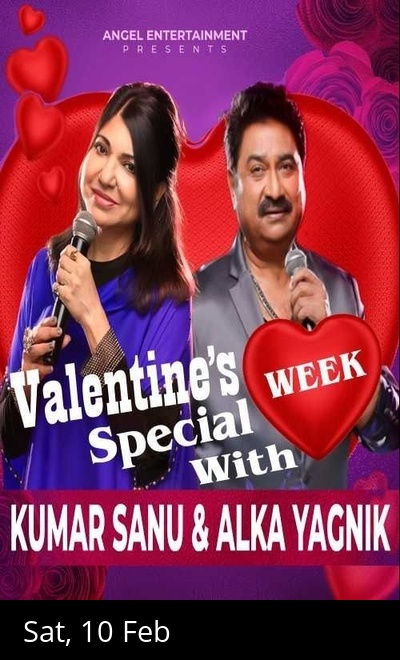 ANGEL ENTERTAINMENT
PRESENTS
Valentine's
WEEK
Special
With
KUMAR SANU & ALKA YAGNIK
Sat, 10 Feb